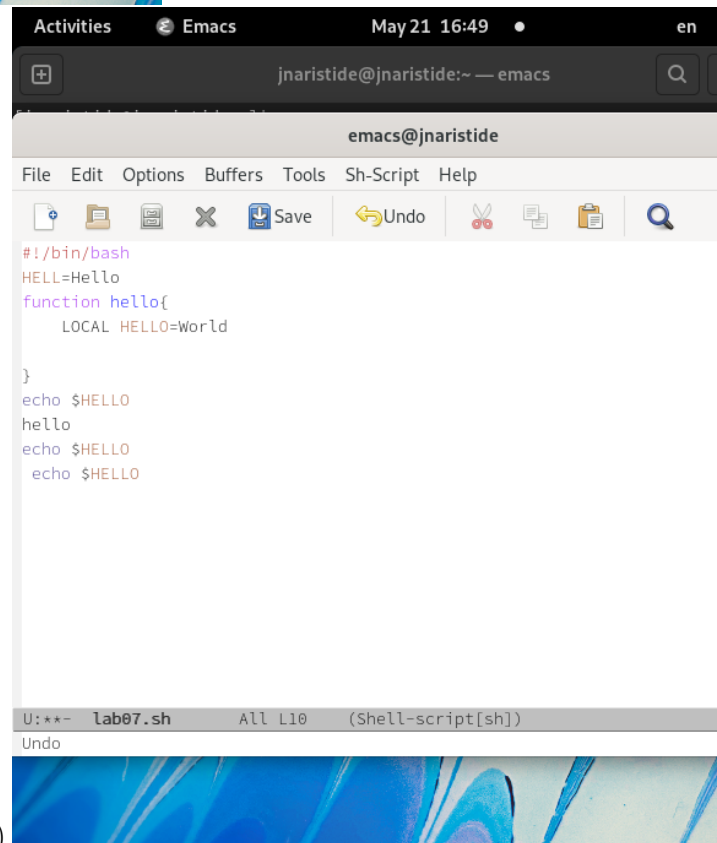 Activities Emacs May 21 16:49 en
jnaristide@jnaristide:~ — emacs
emacs@jnaristide
File Edit Options Buffers Tools Sh-Script Help
Save Undo
#!/bin/bash
HELL=Hello
function hello{
    LOCAL HELLO=World
}
echo $HELLO
hello
echo $HELLO
 echo $HELLO
U:**- lab07.sh All L10 (Shell-script[sh])
Undo
)